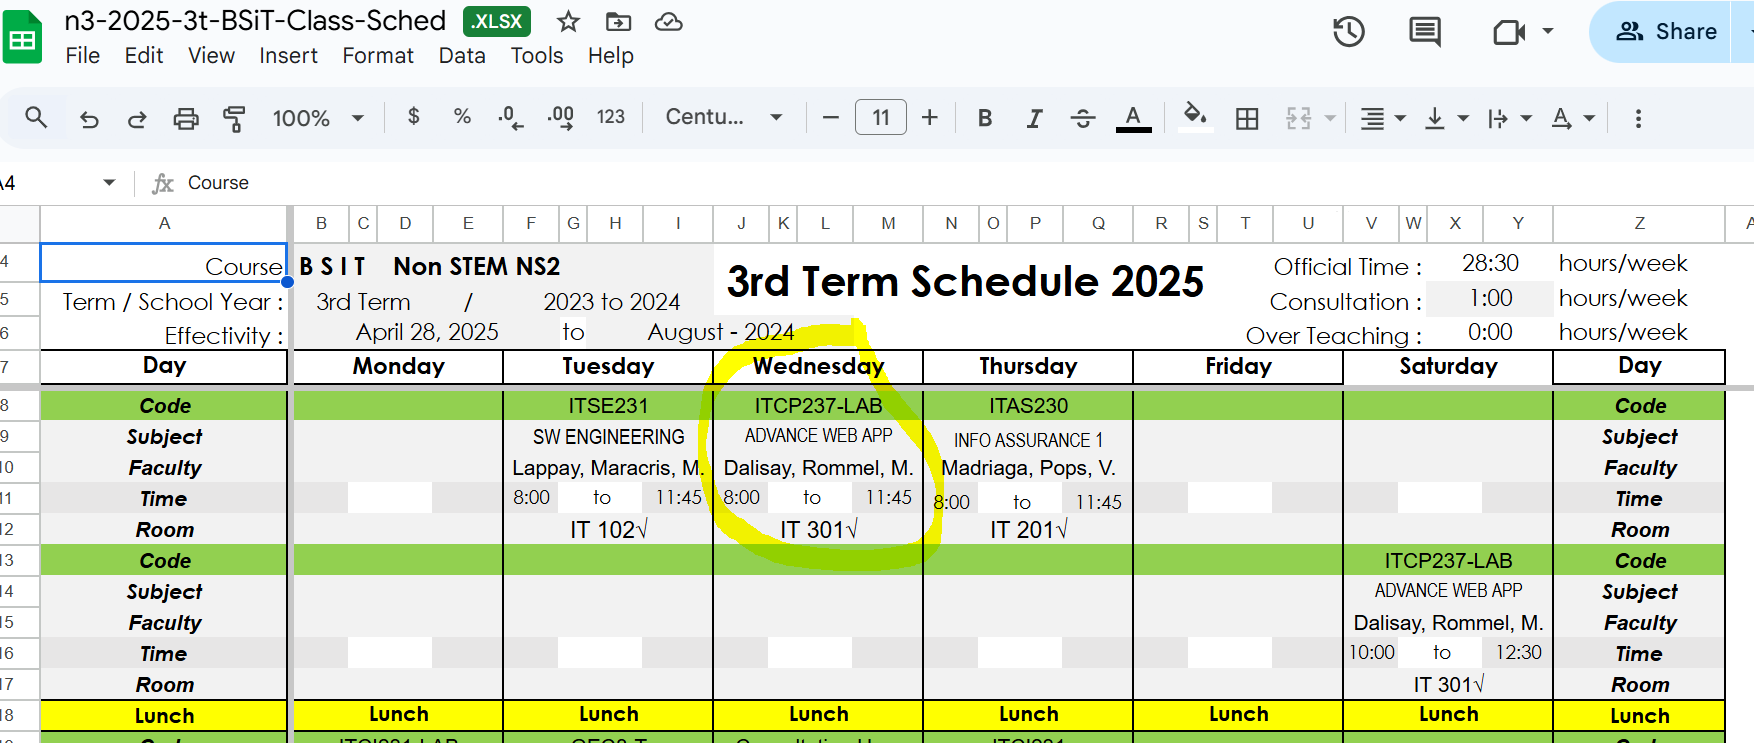 n3-2025-3t-BSiT-Class-Sched .XLSX
File Edit View Insert Format Data Tools Help
Share
100% $ % .0 .00 123 Centu... 11 B I S A
A4 fx Course
A B C D E F G H I J K L M N O P Q R S T U V W X Y Z
4 Course B S I T Non STEM NS2 3rd Term Schedule 2025 Official Time : 28:30 hours/week
5 Term / School Year : 3rd Term / 2023 to 2024 Consultation : 1:00 hours/week
6 Effectivity : April 28, 2025 to August - 2024 Over Teaching : 0:00 hours/week
7 Day Monday Tuesday Wednesday Thursday Friday Saturday Day
8 Code ITSE231 ITCP237-LAB ITAS230 Code
9 Subject SW ENGINEERING ADVANCE WEB APP INFO ASSURANCE 1 Subject
10 Faculty Lappay, Maracris, M. Dalisay, Rommel, M. Madriaga, Pops, V. Faculty
11 Time 8:00 to 11:45 8:00 to 11:45 8:00 to 11:45 Time
12 Room IT 102√ IT 301√ IT 201√ Room
13 Code ITCP237-LAB Code
14 Subject ADVANCE WEB APP Subject
15 Faculty Dalisay, Rommel, M. Faculty
16 Time 10:00 to 12:30 Time
17 Room IT 301√ Room
18 Lunch Lunch Lunch Lunch Lunch Lunch Lunch Lunch